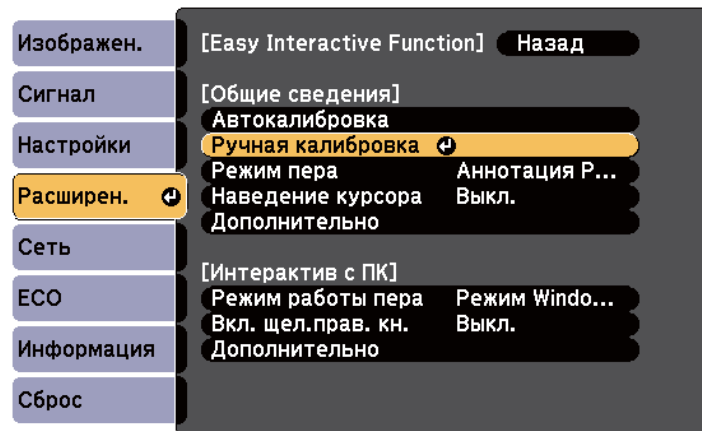 Изображен.
Сигнал
Настройки
Расширен.
Сеть
ECO
Информация
Сброс
[Easy Interactive Function] Назад
[Общие сведения]
Автокалибровка
Ручная калибровка
Режим пера Аннотация Р...
Наведение курсора Выкл.
Дополнительно
[Интерактив с ПК]
Режим работы пера Режим Windo...
Вкл. щел.прав. кн. Выкл.
Дополнительно